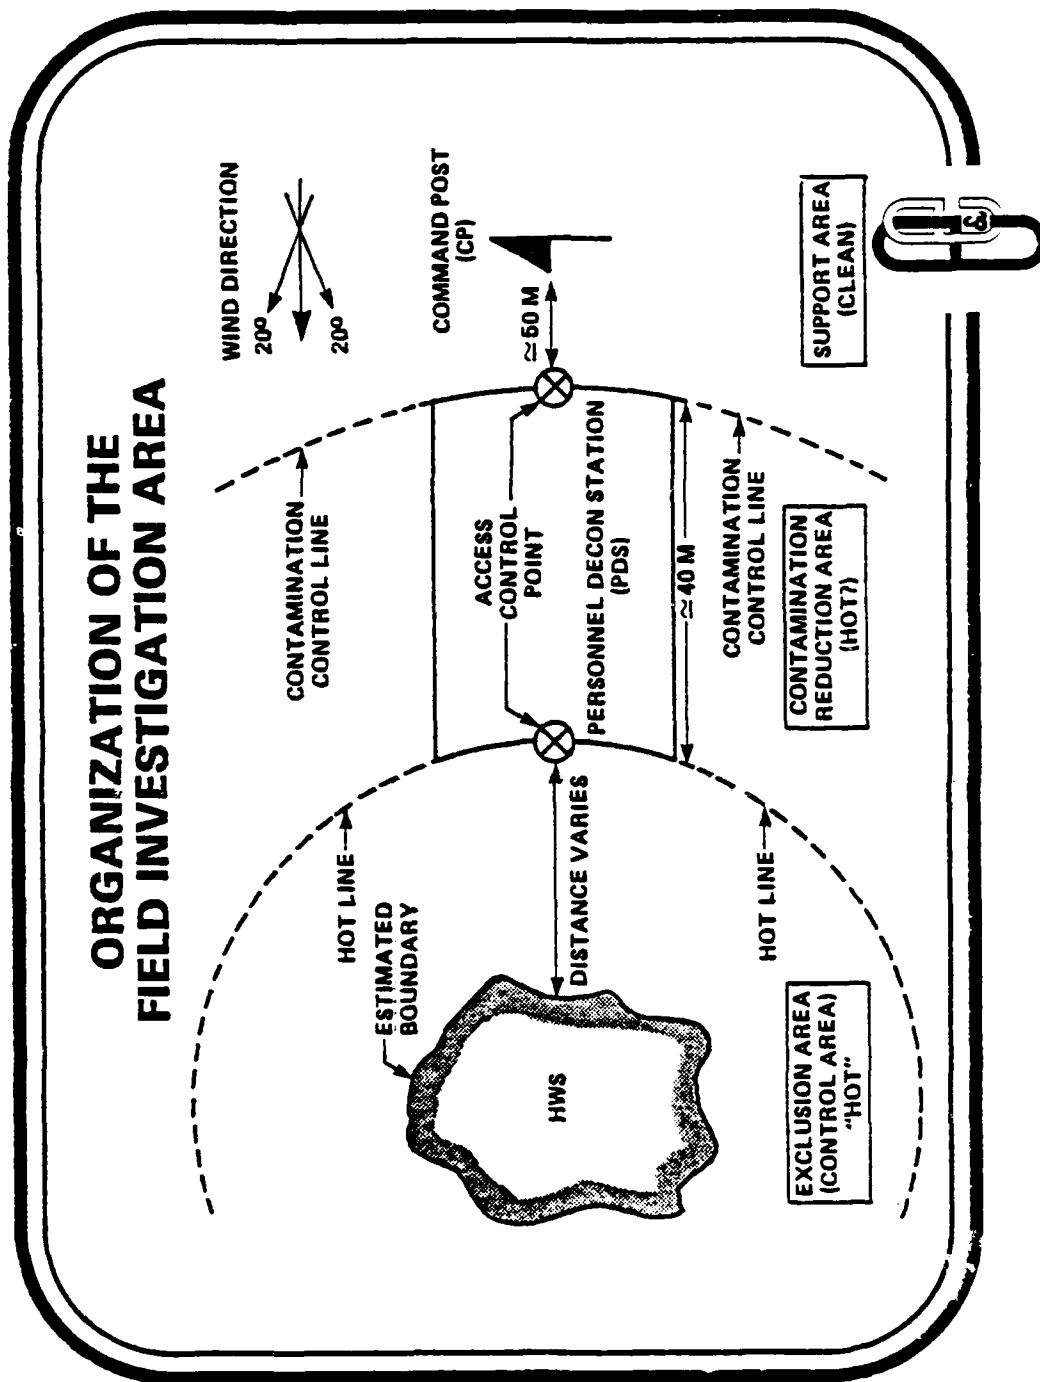 ORGANIZATION OF THE
FIELD INVESTIGATION AREA
WIND DIRECTION
20º
20º
CONTAMINATION
CONTROL LINE
HOT LINE
ESTIMATED
BOUNDARY
COMMAND POST
(CP)
≃50 M
ACCESS
CONTROL
POINT
PERSONNEL DECON STATION
(PDS)
DISTANCE VARIES
HWS
≃40 M
CONTAMINATION
CONTROL LINE
HOT LINE
EXCLUSION AREA
(CONTROL AREA)
"HOT"
CONTAMINATION
REDUCTION AREA
(HOT?)
SUPPORT AREA
(CLEAN)